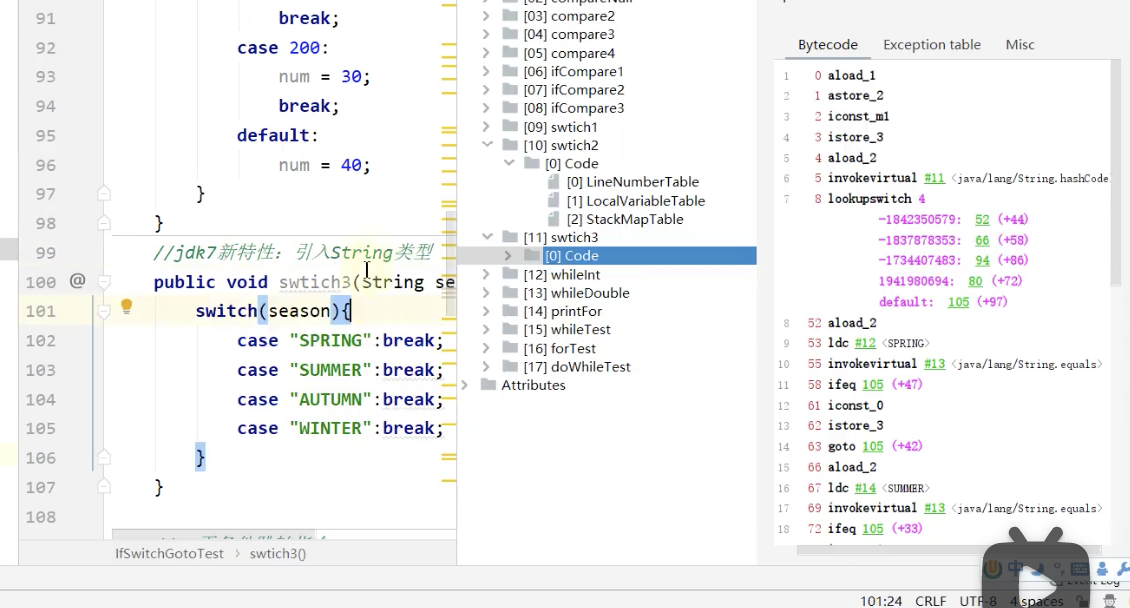 91 break;
92 case 200:
93 num = 30;
94 break;
95 default:
96 num = 40;
97 }
98 }
99 //jdk7新特性: 引入String类型
100 @ public void swtich3(String se
101 switch(season){
102 case "SPRING":break;
103 case "SUMMER":break;
104 case "AUTUMN":break;
105 case "WINTER":break;
106 }
107 }
108
IfSwitchGotoTest > swtich3()
[03] compare2
[04] compare3
[05] compare4
[06] ifCompare1
[07] ifCompare2
[08] ifCompare3
[09] swtich1
[10] swtich2
[0] Code
[0] LineNumberTable
[1] LocalVariableTable
[2] StackMapTable
[11] swtich3
[0] Code
[12] whileInt
[13] whileDouble
[14] printFor
[15] whileTest
[16] forTest
[17] doWhileTest
Attributes
Bytecode Exception table Misc
1 0 aload_1
2 1 astore_2
3 2 iconst_m1
4 3 istore_3
5 4 aload_2
6 5 invokevirtual #11 <java/lang/String.hashCode
7 8 lookupswitch 4
-1842350579: 52 (+44)
-1837878353: 66 (+58)
-1734407483: 94 (+86)
1941980694: 80 (+72)
default: 105 (+97)
8 52 aload_2
9 53 ldc #12 <SPRING>
10 55 invokevirtual #13 <java/lang/String.equals>
11 58 ifeq 105 (+47)
12 61 iconst_0
13 62 istore_3
14 63 goto 105 (+42)
15 66 aload_2
16 67 ldc #14 <SUMMER>
17 69 invokevirtual #13 <java/lang/String.equals>
18 72 ifeq 105 (+33)
中
Event Log
101:24 CRLF UTF-8 4 spaces